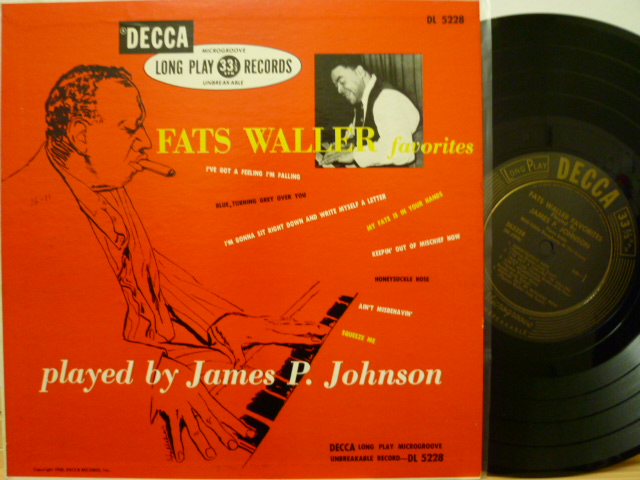 DL 5228
DECCA
MICROGROOVE
LONG PLAY 33⅓ RECORDS
UNBREAKABLE
FATS WALLER favorites
I'VE GOT A FEELING I'M FALLING
BLUE, TURNING GREY OVER YOU
I'M GONNA SIT RIGHT DOWN AND WRITE MYSELF A LETTER
MY FATE IS IN YOUR HANDS
KEEPIN' OUT OF MISCHIEF NOW
HONEYSUCKLE ROSE
AIN'T MISBEHAVIN'
SQUEEZE ME
played by James P. Johnson
DECCA LONG PLAY MICROGROOVE
UNBREAKABLE RECORD—DL 5228
LONG PLAY DECCA 33⅓
FATS WALLER FAVORITES
JAMES P. JOHNSON